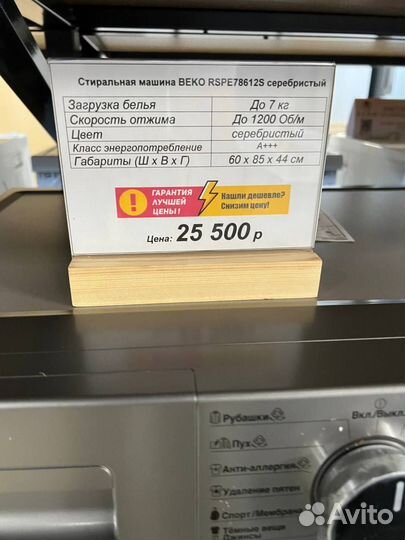 Стиральная машина BEKO RSPE78612S серебристый
Загрузка белья До 7 кг
Скорость отжима До 1200 Об/м
Цвет серебристый
Класс энергопотребление А+++
Габариты (Ш х В х Г) 60 х 85 х 44 см
ГАРАНТИЯ
ЛУЧШЕЙ
ЦЕНЫ!
Нашли дешевле?
Снизим цену!
Цена: 25 500 р
Вкл/Выкл.
Рубашки
Пух
Анти-аллергия
Удаление пятен
Спорт/Мембрана
Тёмные вещи
Джинсы
Avito